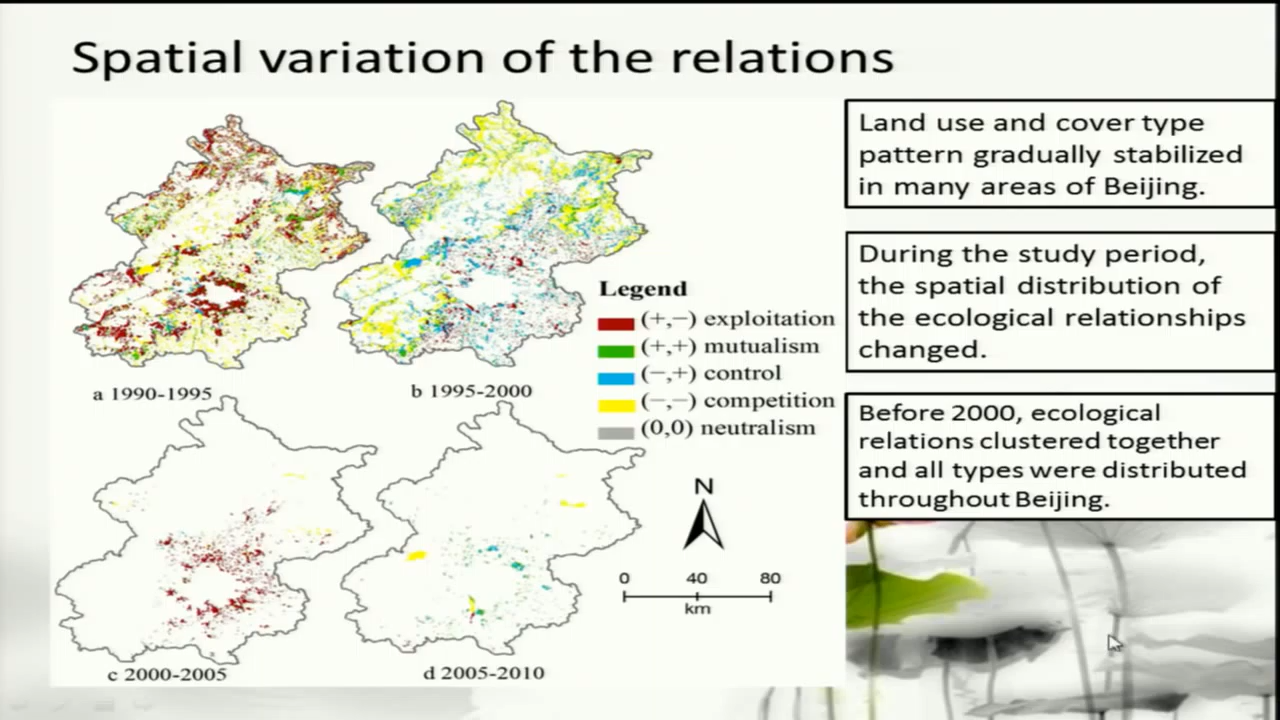 Spatial variation of the relations
a 1990-1995
b 1995-2000
Legend
(+,−) exploitation
(+,+) mutualism
(−,+) control
(−,−) competition
(0,0) neutralism
c 2000-2005
d 2005-2010
N
0 40 80
km
Land use and cover type
pattern gradually stabilized
in many areas of Beijing.
During the study period,
the spatial distribution of
the ecological relationships
changed.
Before 2000, ecological
relations clustered together
and all types were distributed
throughout Beijing.